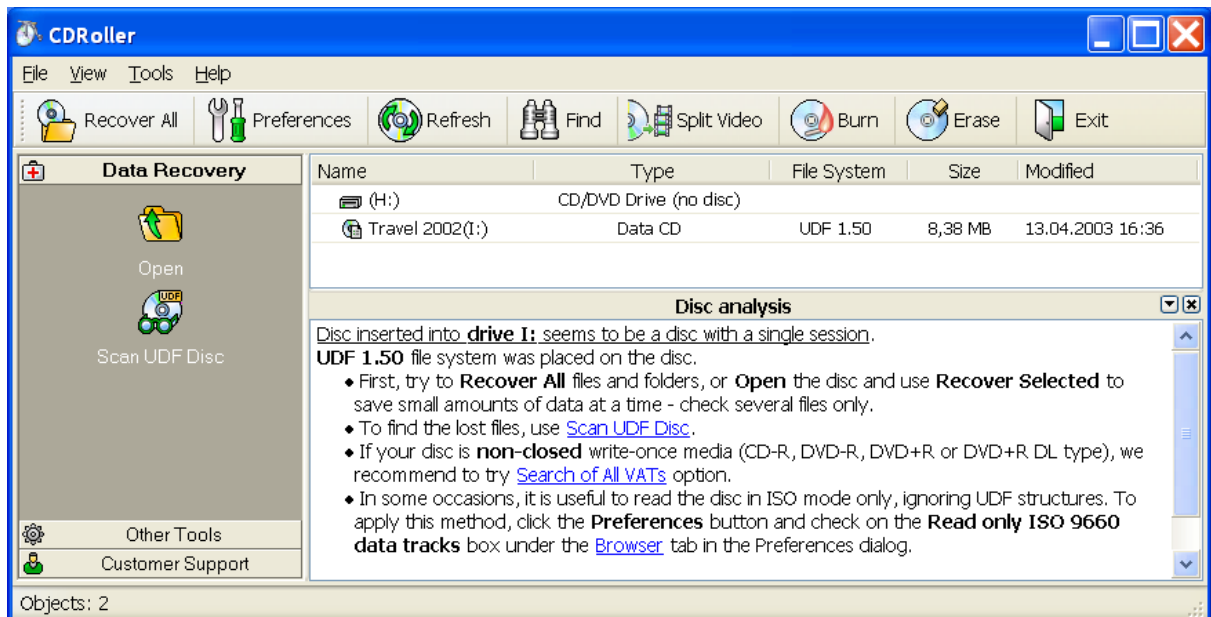 CDRoller
File View Tools Help
Recover All Preferences Refresh Find Split Video Burn Erase Exit
Data Recovery
Open
UDF
Scan UDF Disc
Other Tools
Customer Support
Name Type File System Size Modified
(H:) CD/DVD Drive (no disc)
Travel 2002(I:) Data CD UDF 1.50 8,38 MB 13.04.2003 16:36
Disc analysis
Disc inserted into drive I: seems to be a disc with a single session.
UDF 1.50 file system was placed on the disc.
• First, try to Recover All files and folders, or Open the disc and use Recover Selected to
save small amounts of data at a time - check several files only.
• To find the lost files, use Scan UDF Disc.
• If your disc is non-closed write-once media (CD-R, DVD-R, DVD+R or DVD+R DL type), we
recommend to try Search of All VATs option.
• In some occasions, it is useful to read the disc in ISO mode only, ignoring UDF structures. To
apply this method, click the Preferences button and check on the Read only ISO 9660
data tracks box under the Browser tab in the Preferences dialog.
Objects: 2